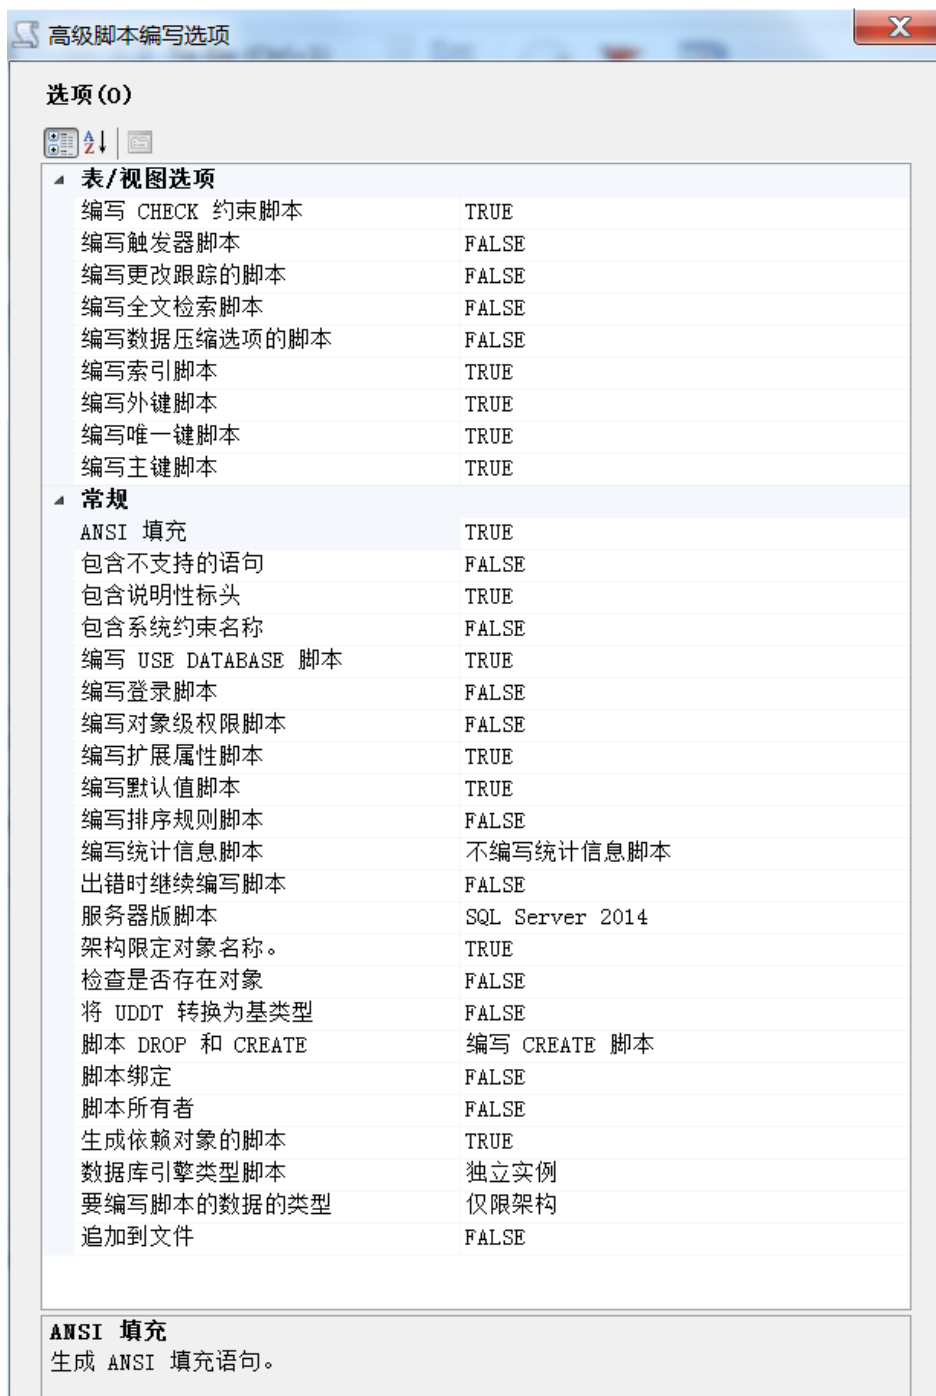 高级脚本编写选项
选项(O)
表/视图选项
编写 CHECK 约束脚本 TRUE
编写触发器脚本 FALSE
编写更改跟踪的脚本 FALSE
编写全文检索脚本 FALSE
编写数据压缩选项的脚本 FALSE
编写索引脚本 TRUE
编写外键脚本 TRUE
编写唯一键脚本 TRUE
编写主键脚本 TRUE
常规
ANSI 填充 TRUE
包含不支持的语句 FALSE
包含说明性标头 TRUE
包含系统约束名称 FALSE
编写 USE DATABASE 脚本 TRUE
编写登录脚本 FALSE
编写对象级权限脚本 FALSE
编写扩展属性脚本 TRUE
编写默认值脚本 TRUE
编写排序规则脚本 FALSE
编写统计信息脚本 不编写统计信息脚本
出错时继续编写脚本 FALSE
服务器版脚本 SQL Server 2014
架构限定对象名称。 TRUE
检查是否存在对象 FALSE
将 UDDT 转换为基类型 FALSE
脚本 DROP 和 CREATE 编写 CREATE 脚本
脚本绑定 FALSE
脚本所有者 FALSE
生成依赖对象的脚本 TRUE
数据库引擎类型脚本 独立实例
要编写脚本的数据的类型 仅限架构
追加到文件 FALSE
ANSI 填充
生成 ANSI 填充语句。